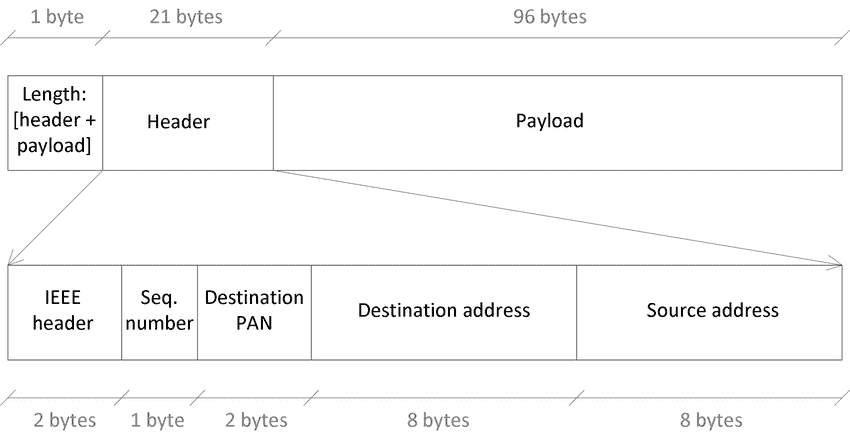 1 byte 21 bytes 96 bytes
Length:
[header +
payload]
Header
Payload
IEEE
header
Seq.
number
Destination
PAN
Destination address
Source address
2 bytes 1 byte 2 bytes 8 bytes 8 bytes